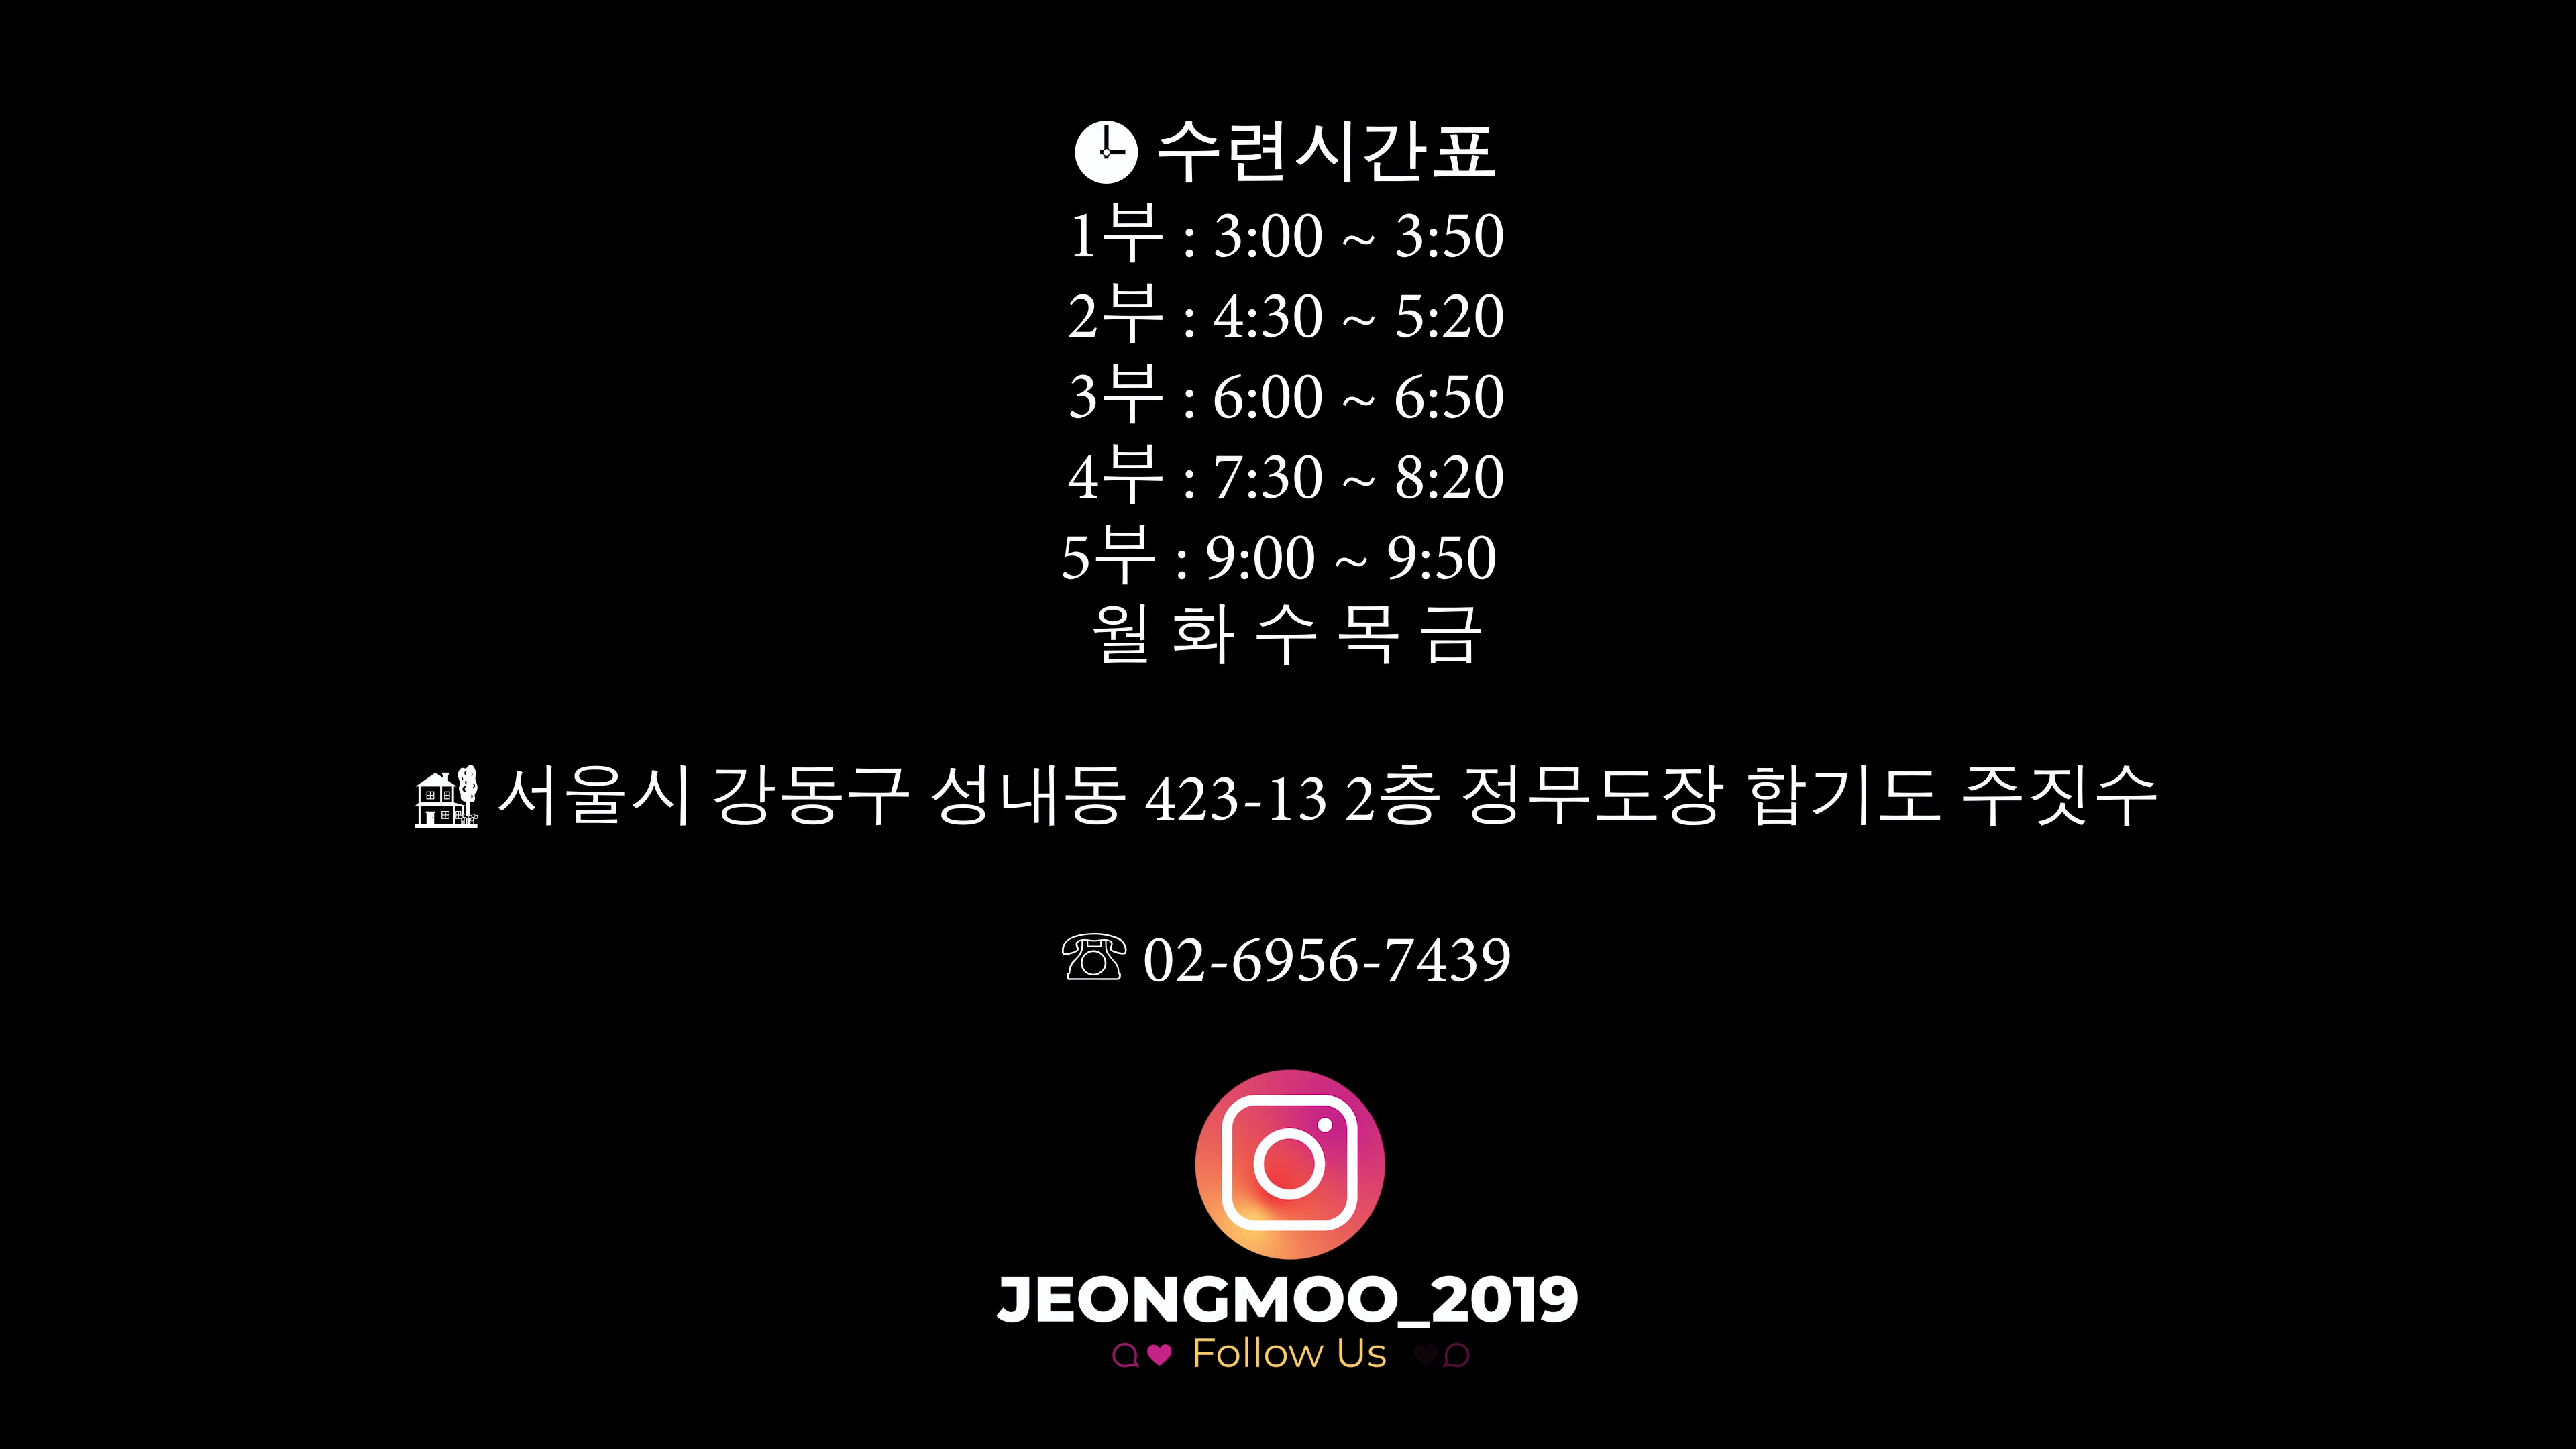 🕒 수련시간표
1부 : 3:00 ~ 3:50
2부 : 4:30 ~ 5:20
3부 : 6:00 ~ 6:50
4부 : 7:30 ~ 8:20
5부 : 9:00 ~ 9:50
월 화 수 목 금
🏡 서울시 강동구 성내동 423-13 2층 정무도장 합기도 주짓수
☏ 02-6956-7439
JEONGMOO_2019
Follow Us